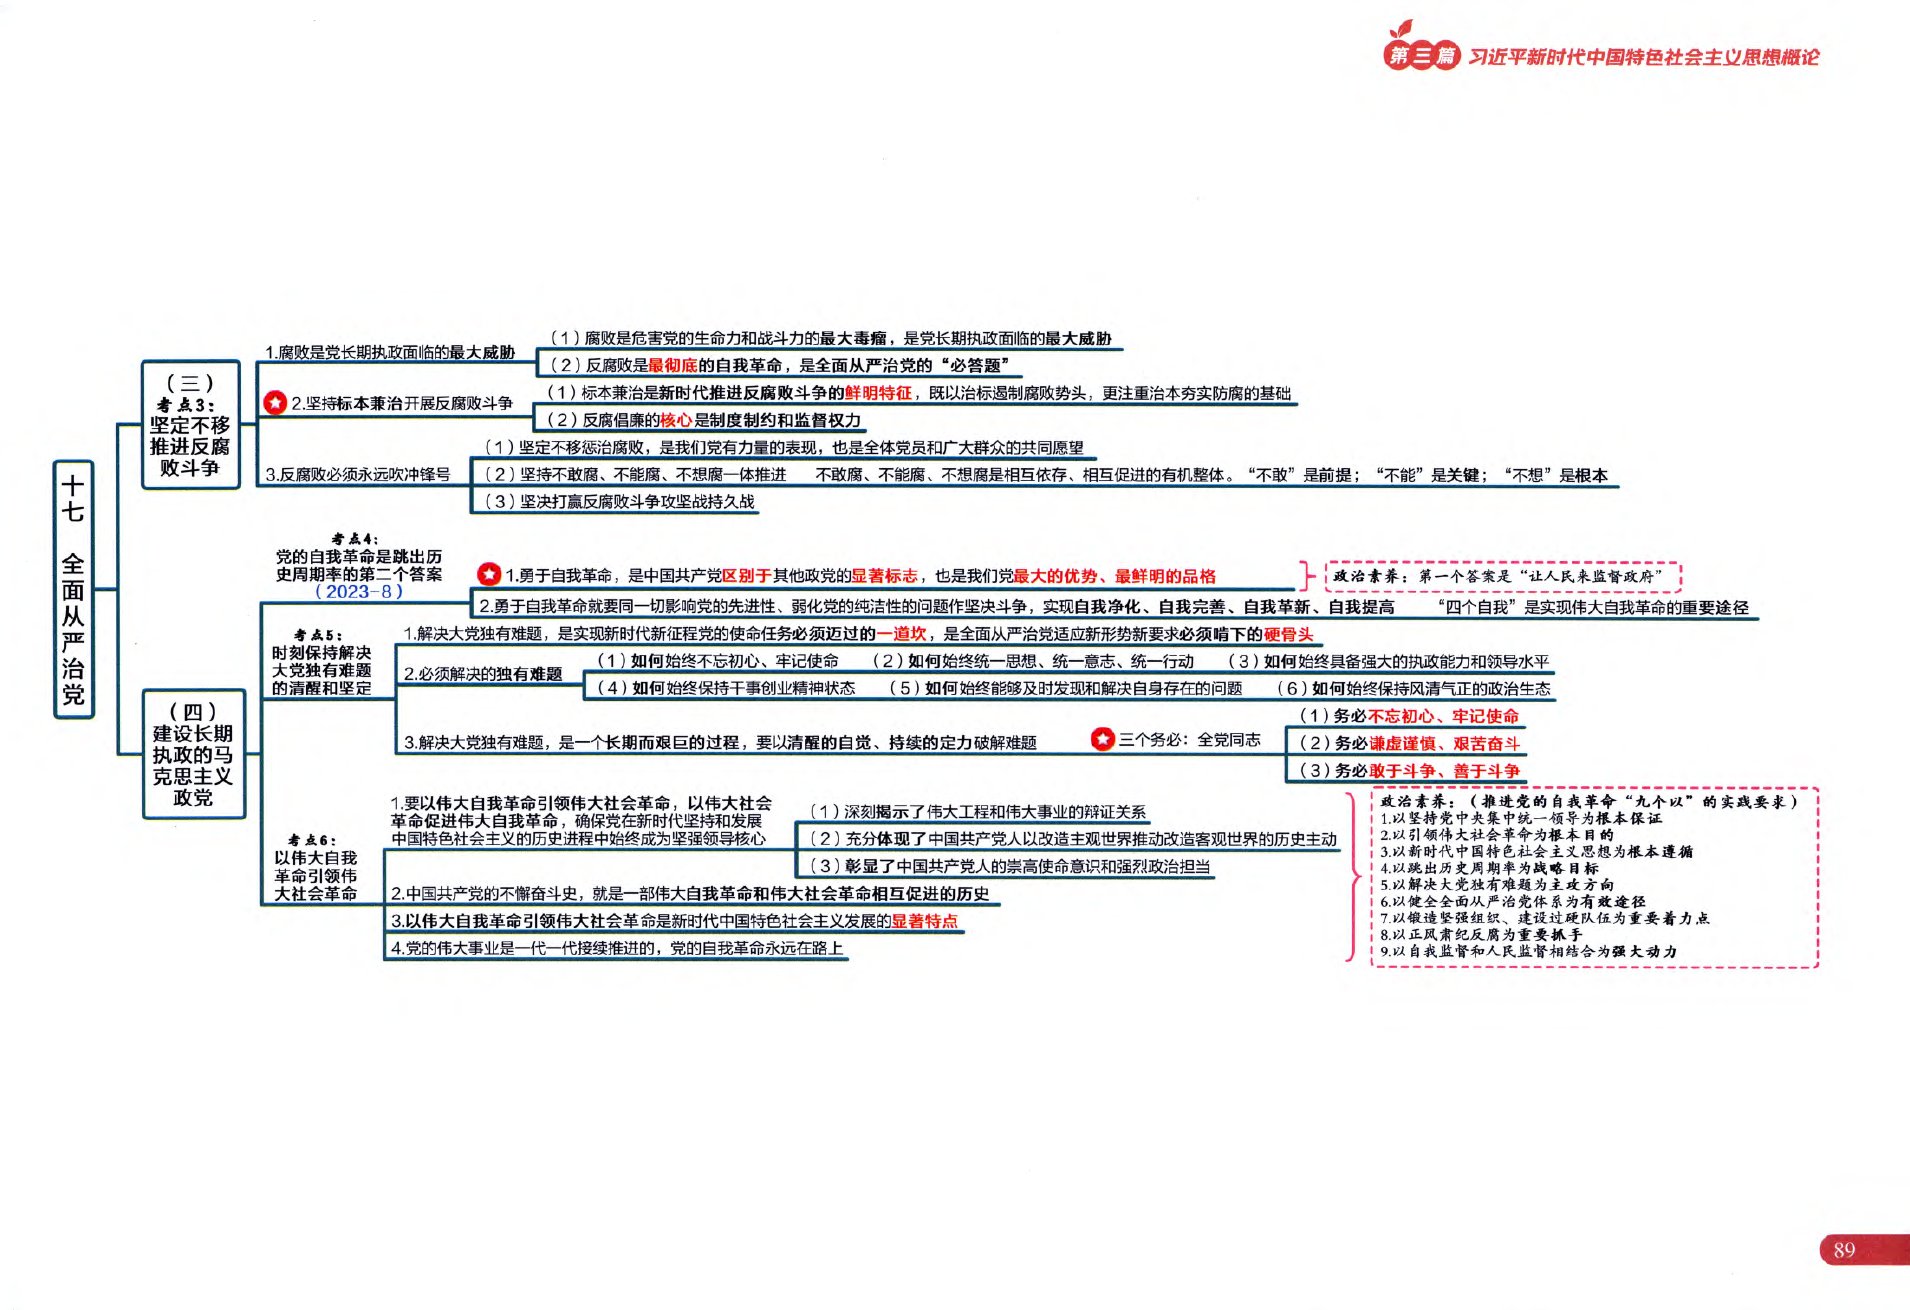 第三篇 习近平新时代中国特色社会主义思想概论
十七 全面从严治党
（三）
考点3：
坚定不移
推进反腐
败斗争
1.腐败是党长期执政面临的最大威胁
（1）腐败是危害党的生命力和战斗力的最大毒瘤，是党长期执政面临的最大威胁
（2）反腐败是最彻底的自我革命，是全面从严治党的“必答题”
2.坚持标本兼治开展反腐败斗争
（1）标本兼治是新时代推进反腐败斗争的鲜明特征，既以治标遏制腐败势头，更注重治本夯实防腐的基础
（2）反腐倡廉的核心是制度制约和监督权力
3.反腐败必须永远吹冲锋号
（1）坚定不移惩治腐败，是我们党有力量的表现，也是全体党员和广大群众的共同愿望
（2）坚持不敢腐、不能腐、不想腐一体推进 不敢腐、不能腐、不想腐是相互依存、相互促进的有机整体。“不敢”是前提；“不能”是关键；“不想”是根本
（3）坚决打赢反腐败斗争攻坚战持久战
（四）
建设长期
执政的马
克思主义
政党
考点4：
党的自我革命是跳出历
史周期率的第二个答案
（2023-8）
1.勇于自我革命，是中国共产党区别于其他政党的显著标志，也是我们党最大的优势、最鲜明的品格
政治素养：第一个答案是“让人民来监督政府”
2.勇于自我革命就要同一切影响党的先进性、弱化党的纯洁性的问题作坚决斗争，实现自我净化、自我完善、自我革新、自我提高 “四个自我”是实现伟大自我革命的重要途径
考点5：
时刻保持解决
大党独有难题
的清醒和坚定
1.解决大党独有难题，是实现新时代新征程党的使命任务必须迈过的一道坎，是全面从严治党适应新形势新要求必须啃下的硬骨头
2.必须解决的独有难题
（1）如何始终不忘初心、牢记使命 （2）如何始终统一思想、统一意志、统一行动 （3）如何始终具备强大的执政能力和领导水平
（4）如何始终保持干事创业精神状态 （5）如何始终能够及时发现和解决自身存在的问题 （6）如何始终保持风清气正的政治生态
3.解决大党独有难题，是一个长期而艰巨的过程，要以清醒的自觉、持续的定力破解难题
三个务必：全党同志
（1）务必不忘初心、牢记使命
（2）务必谦虚谨慎、艰苦奋斗
（3）务必敢于斗争、善于斗争
考点6：
以伟大自我
革命引领伟
大社会革命
1.要以伟大自我革命引领伟大社会革命，以伟大社会
革命促进伟大自我革命，确保党在新时代坚持和发展
中国特色社会主义的历史进程中始终成为坚强领导核心
（1）深刻揭示了伟大工程和伟大事业的辩证关系
（2）充分体现了中国共产党人以改造主观世界推动改造客观世界的历史主动
（3）彰显了中国共产党人的崇高使命意识和强烈政治担当
2.中国共产党的不懈奋斗史，就是一部伟大自我革命和伟大社会革命相互促进的历史
3.以伟大自我革命引领伟大社会革命是新时代中国特色社会主义发展的显著特点
4.党的伟大事业是一代一代接续推进的，党的自我革命永远在路上
政治素养：（推进党的自我革命“九个以”的实践要求）
1.以坚持党中央集中统一领导为根本保证
2.以引领伟大社会革命为根本目的
3.以新时代中国特色社会主义思想为根本遵循
4.以跳出历史周期率为战略目标
5.以解决大党独有难题为主攻方向
6.以健全全面从严治党体系为有效途径
7.以锻造坚强组织、建设过硬队伍为重要着力点
8.以正风肃纪反腐为重要抓手
9.以自我监督和人民监督相结合为强大动力
89